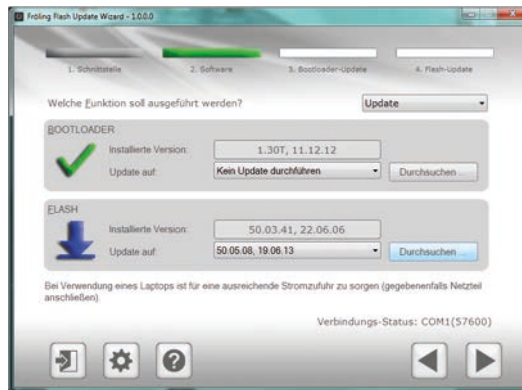 Fröling Flash Update Wizard - 1.0.0.0
1. Schnittstelle
2. Software
3. Bootloader-Update
4. Flash-Update
Welche Funktion soll ausgeführt werden?
Update
BOOTLOADER
Installierte Version:
1.30T, 11.12.12
Update auf:
Kein Update durchführen
Durchsuchen ...
FLASH
Installierte Version:
50.03.41, 22.06.06
Update auf:
50.05.08, 19.06.13
Durchsuchen ...
Bei Verwendung eines Laptops ist für eine ausreichende Stromzufuhr zu sorgen (gegebenenfalls Netzteil
anschließen).
Verbindungs-Status: COM1(57600)
?